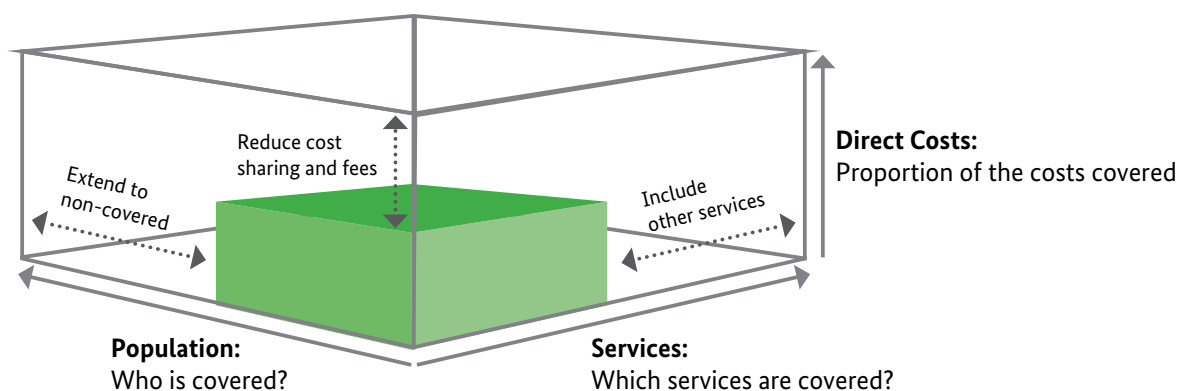 Reduce cost
sharing and fees
Extend to
non-covered
Include
other services
Direct Costs:
Proportion of the costs covered
Population:
Who is covered?
Services:
Which services are covered?